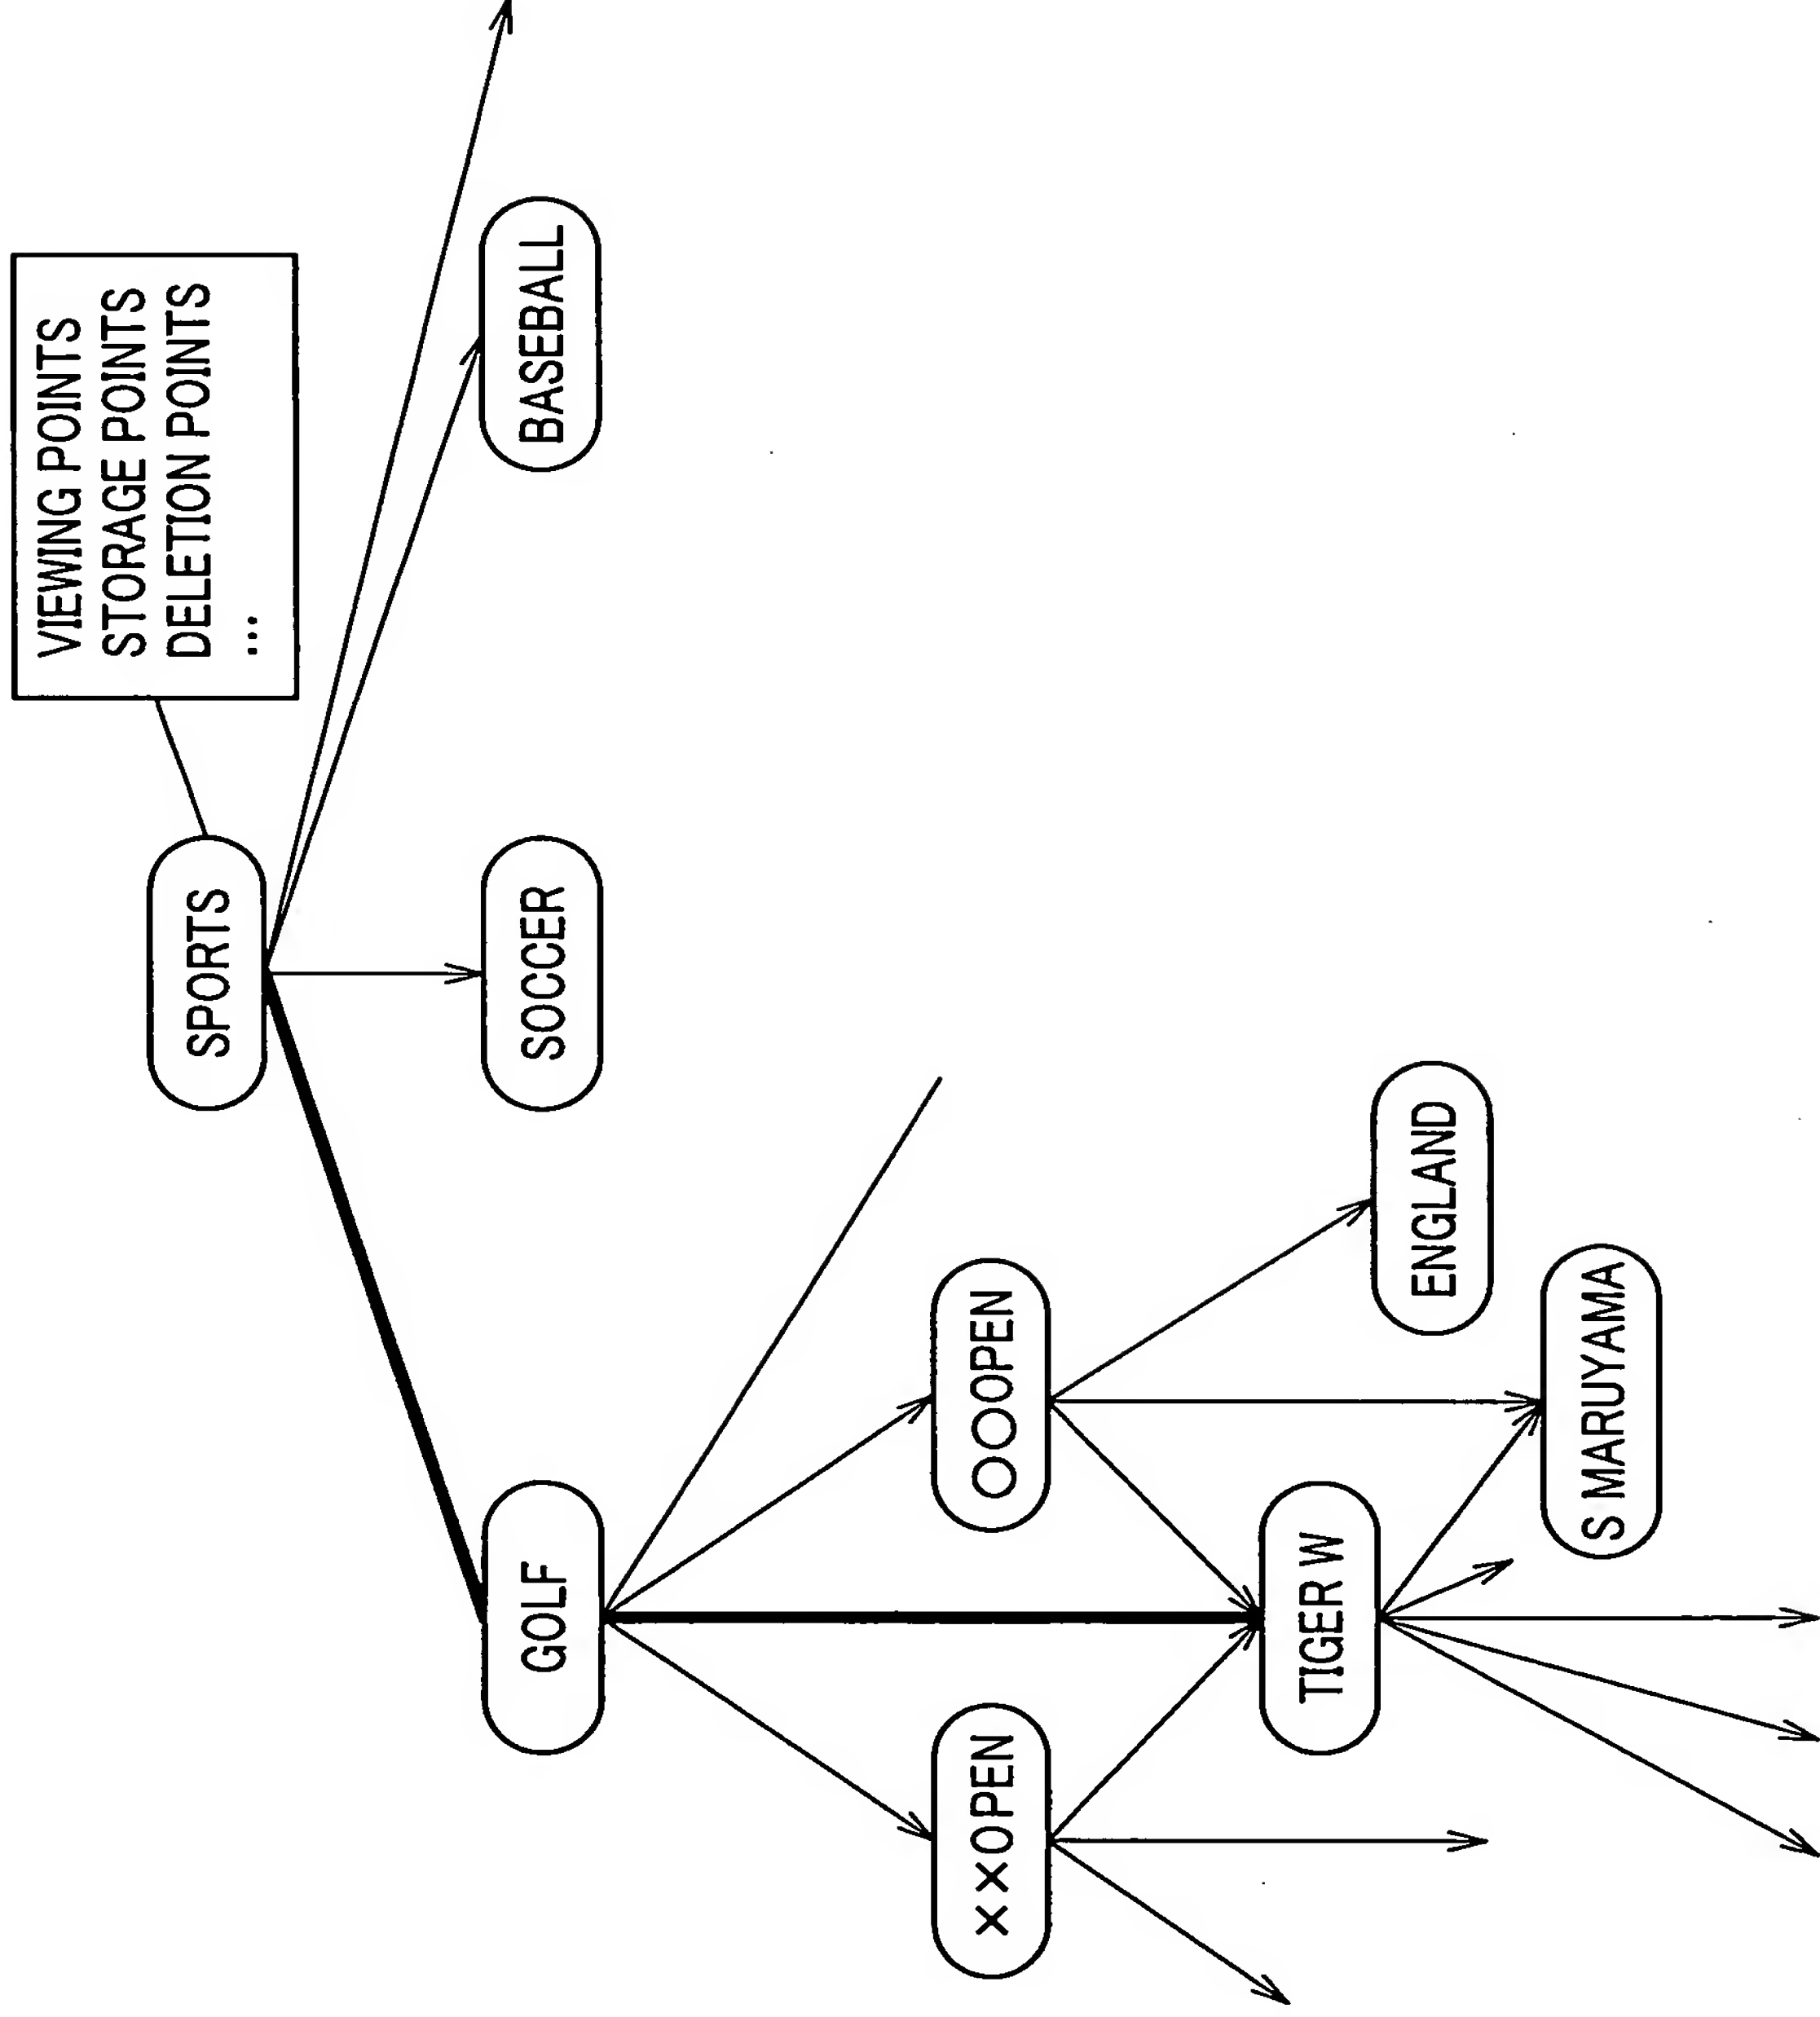 VIEWING POINTS
STORAGE POINTS
DELETION POINTS
...
SPORTS
GOLF
SOCCER
BASEBALL
××OPEN
○○OPEN
TIGER W
ENGLAND
S MARUYAMA